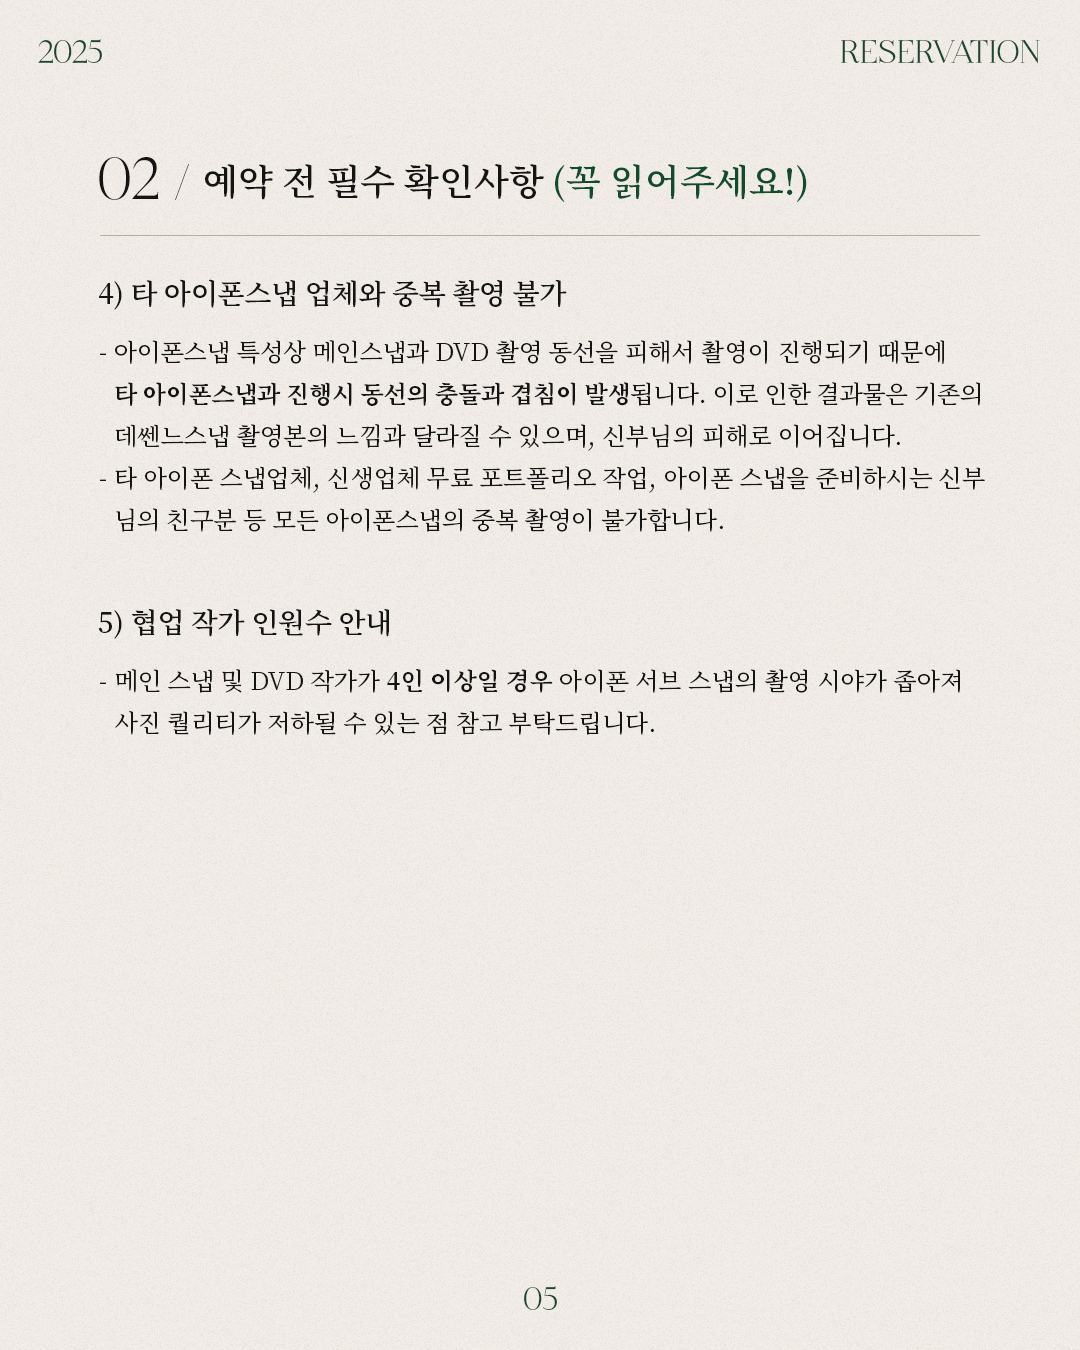 2025
RESERVATION
02 / 예약 전 필수 확인사항 (꼭 읽어주세요!)
4) 타 아이폰스냅 업체와 중복 촬영 불가
- 아이폰스냅 특성상 메인스냅과 DVD 촬영 동선을 피해서 촬영이 진행되기 때문에
타 아이폰스냅과 진행시 동선의 충돌과 겹침이 발생됩니다. 이로 인한 결과물은 기존의
데쎈느스냅 촬영본의 느낌과 달라질 수 있으며, 신부님의 피해로 이어집니다.
- 타 아이폰 스냅업체, 신생업체 무료 포트폴리오 작업, 아이폰 스냅을 준비하시는 신부
님의 친구분 등 모든 아이폰스냅의 중복 촬영이 불가합니다.
5) 협업 작가 인원수 안내
- 메인 스냅 및 DVD 작가가 4인 이상일 경우 아이폰 서브 스냅의 촬영 시야가 좁아져
사진 퀄리티가 저하될 수 있는 점 참고 부탁드립니다.
05